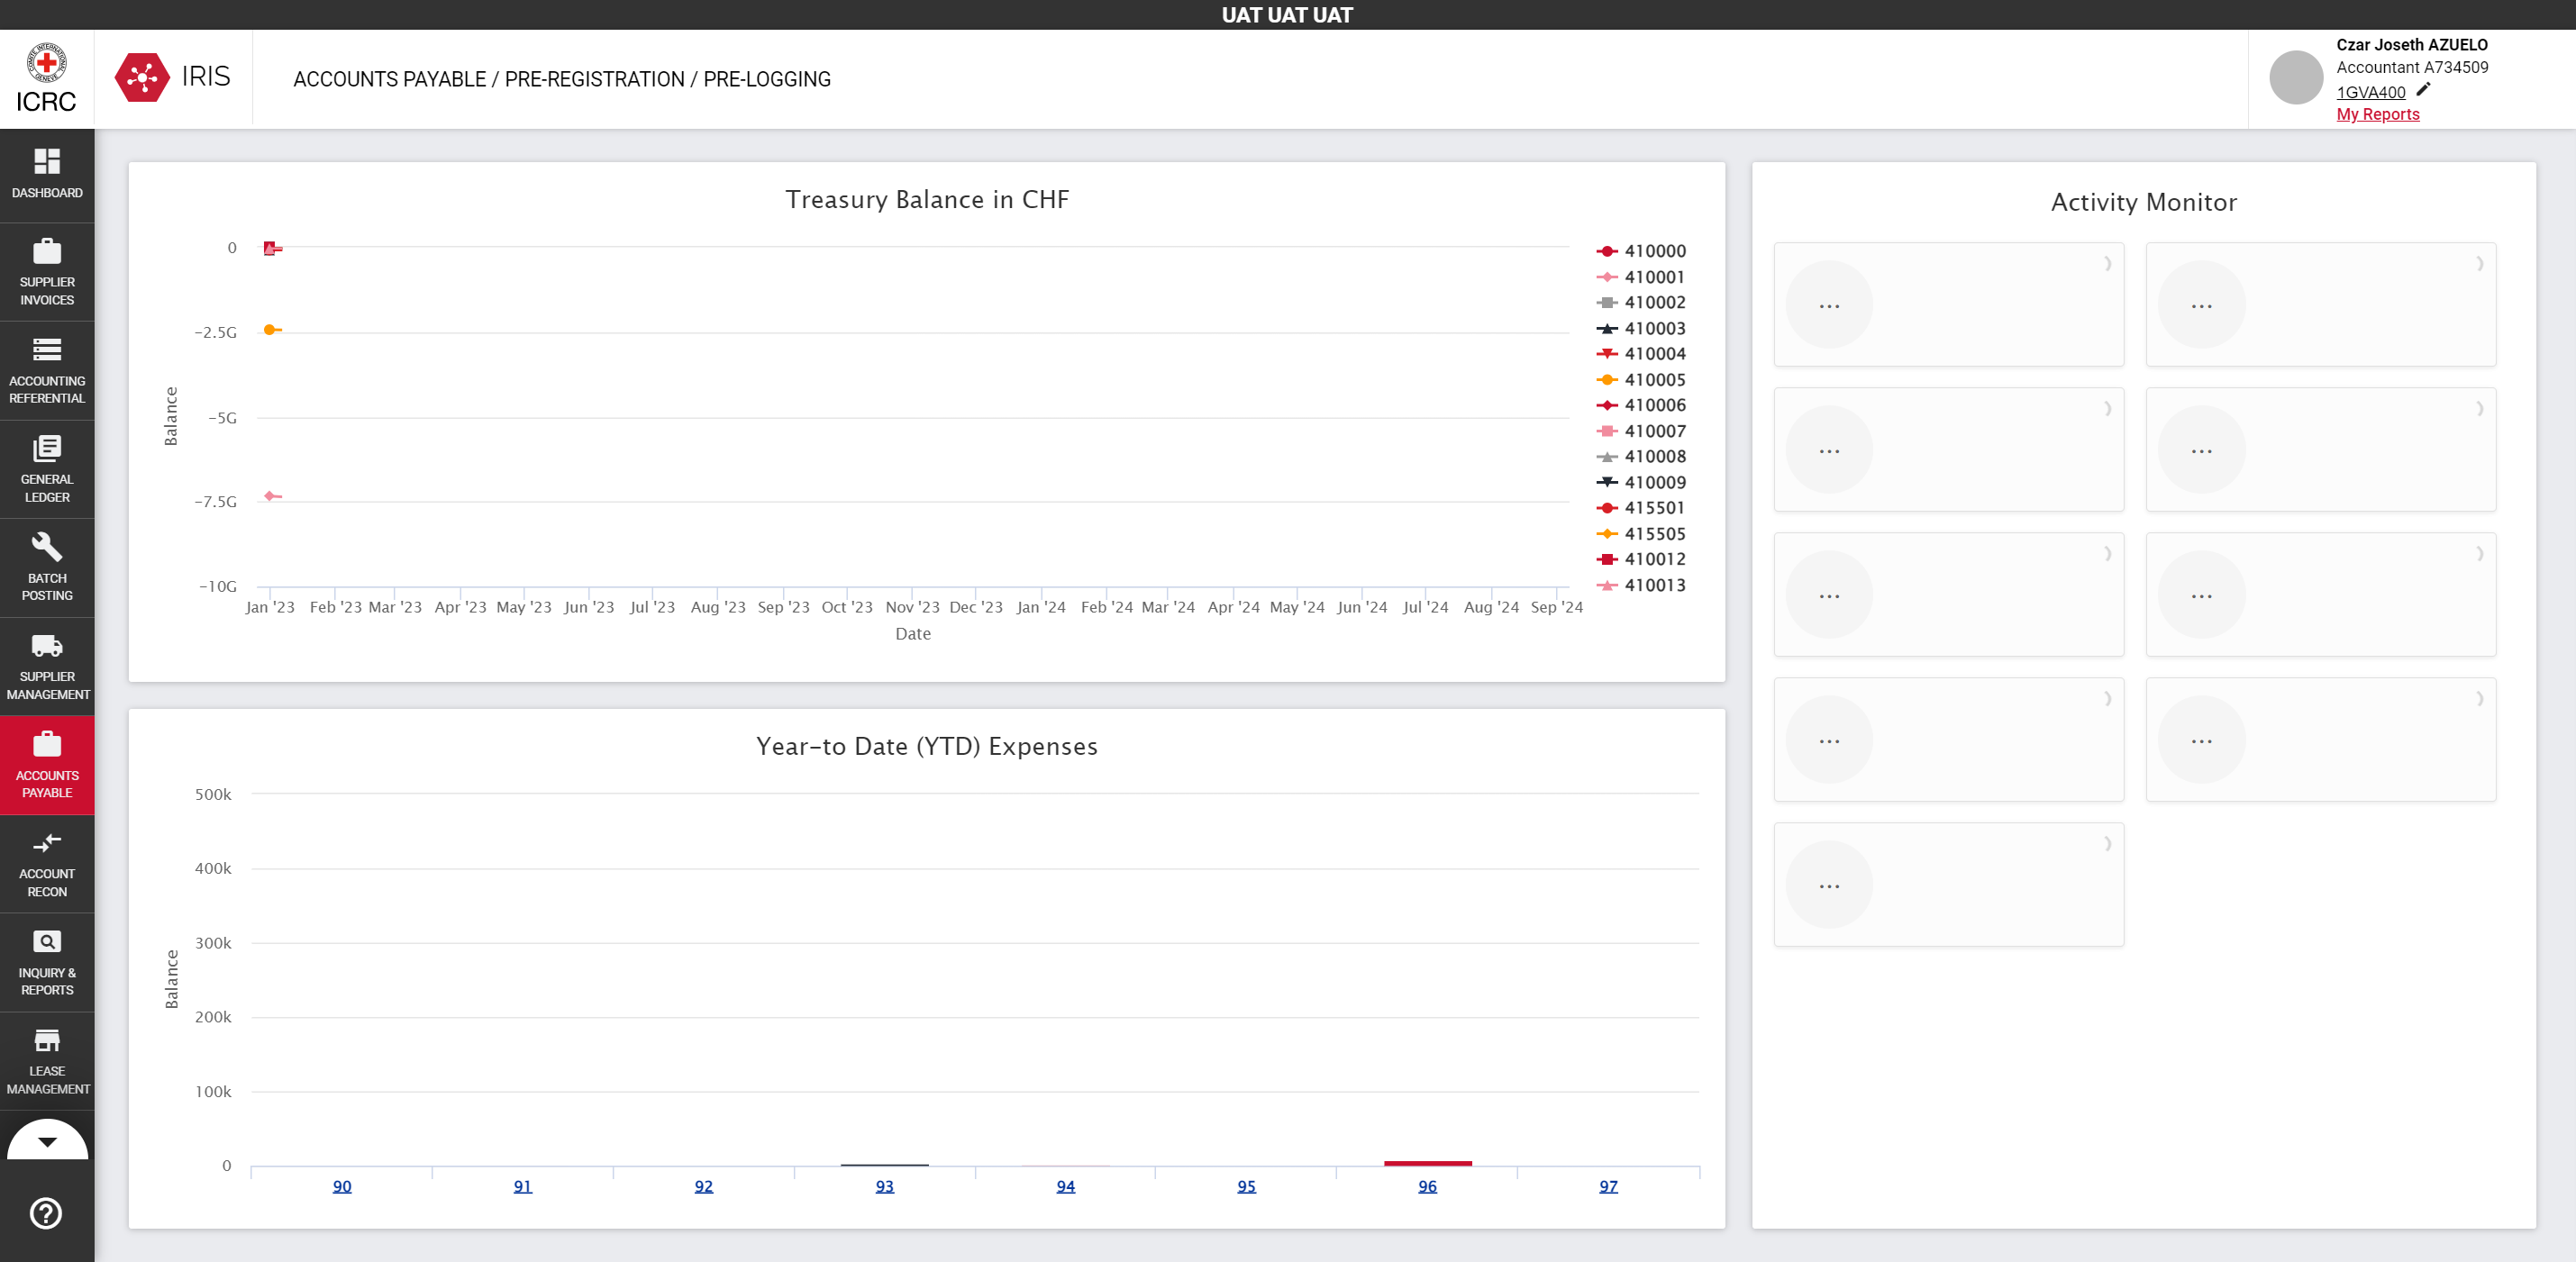 UAT UAT UAT
ICRC
IRIS
ACCOUNTS PAYABLE / PRE-REGISTRATION / PRE-LOGGING
Czar Joseth AZUELO
Accountant A734509
1GVA400
My Reports
DASHBOARD
SUPPLIER
INVOICES
ACCOUNTING
REFERENTIAL
GENERAL
LEDGER
BATCH
POSTING
SUPPLIER
MANAGEMENT
ACCOUNTS
PAYABLE
ACCOUNT
RECON
INQUIRY &
REPORTS
LEASE
MANAGEMENT
Treasury Balance in CHF
Balance
0
-2.5G
-5G
-7.5G
-10G
Jan '23 Feb '23 Mar '23 Apr '23 May '23 Jun '23 Jul '23 Aug '23 Sep '23 Oct '23 Nov '23 Dec '23 Jan '24 Feb '24 Mar '24 Apr '24 May '24 Jun '24 Jul '24 Aug '24 Sep '24
Date
410000
410001
410002
410003
410004
410005
410006
410007
410008
410009
415501
415505
410012
410013
Year-to Date (YTD) Expenses
Balance
500k
400k
300k
200k
100k
0
90 91 92 93 94 95 96 97
Activity Monitor
... ...
... ...
... ...
... ...
...